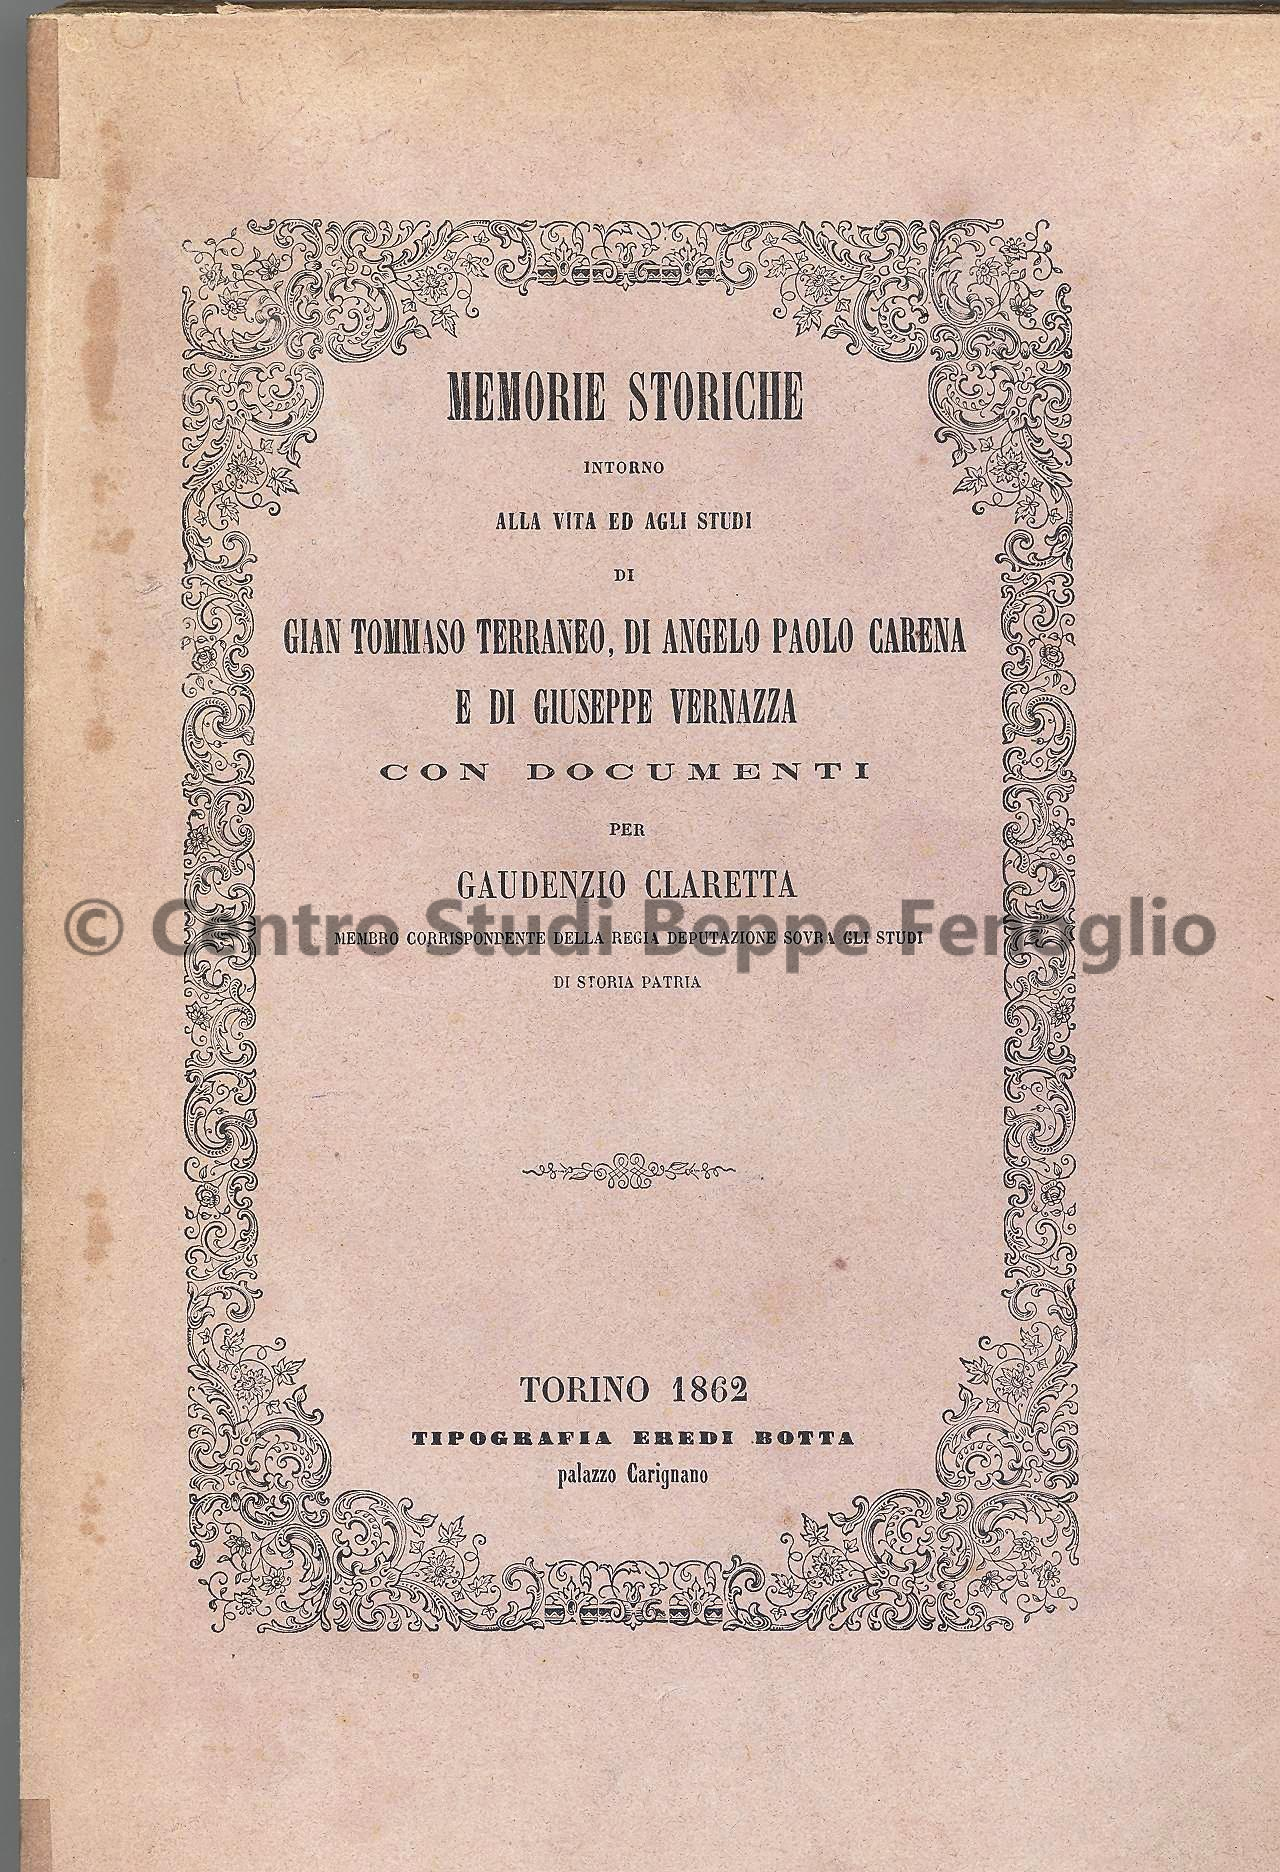 MEMORIE STORICHE
INTORNO
ALLA VITA ED AGLI STUDI
DI
GIAN TOMMASO TERRANEO, DI ANGELO PAOLO CARENA
E DI GIUSEPPE VERNAZZA
CON DOCUMENTI
PER
GAUDENZIO CLARETTA
© Centro Studi Beppe Fenoglio
MEMBRO CORRISPONDENTE DELLA REGIA DEPUTAZIONE SOVRA GLI STUDI
DI STORIA PATRIA
TORINO 1862
TIPOGRAFIA EREDI BOTTA
palazzo Carignano